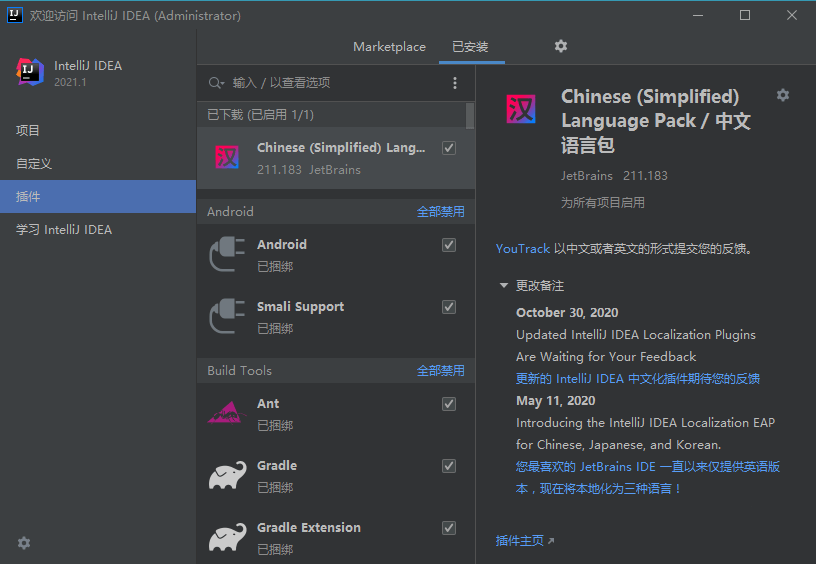 欢迎访问 IntelliJ IDEA (Administrator)
IntelliJ IDEA
2021.1
项目
自定义
插件
学习 IntelliJ IDEA
Marketplace
已安装
输入 / 以查看选项
已下载 (已启用 1/1)
汉
Chinese (Simplified) Lang...
211.183 JetBrains
Android
全部禁用
Android
已捆绑
Smali Support
已捆绑
Build Tools
全部禁用
Ant
已捆绑
Gradle
已捆绑
Gradle Extension
已捆绑
汉
Chinese (Simplified)
Language Pack / 中文
语言包
JetBrains 211.183
为所有项目启用
YouTrack 以中文或者英文的形式提交您的反馈。
更改备注
October 30, 2020
Updated IntelliJ IDEA Localization Plugins
Are Waiting for Your Feedback
更新的 IntelliJ IDEA 中文化插件期待您的反馈
May 11, 2020
Introducing the IntelliJ IDEA Localization EAP
for Chinese, Japanese, and Korean.
您最喜欢的 JetBrains IDE 一直以来仅提供英语版
本，现在将本地化为三种语言！
插件主页